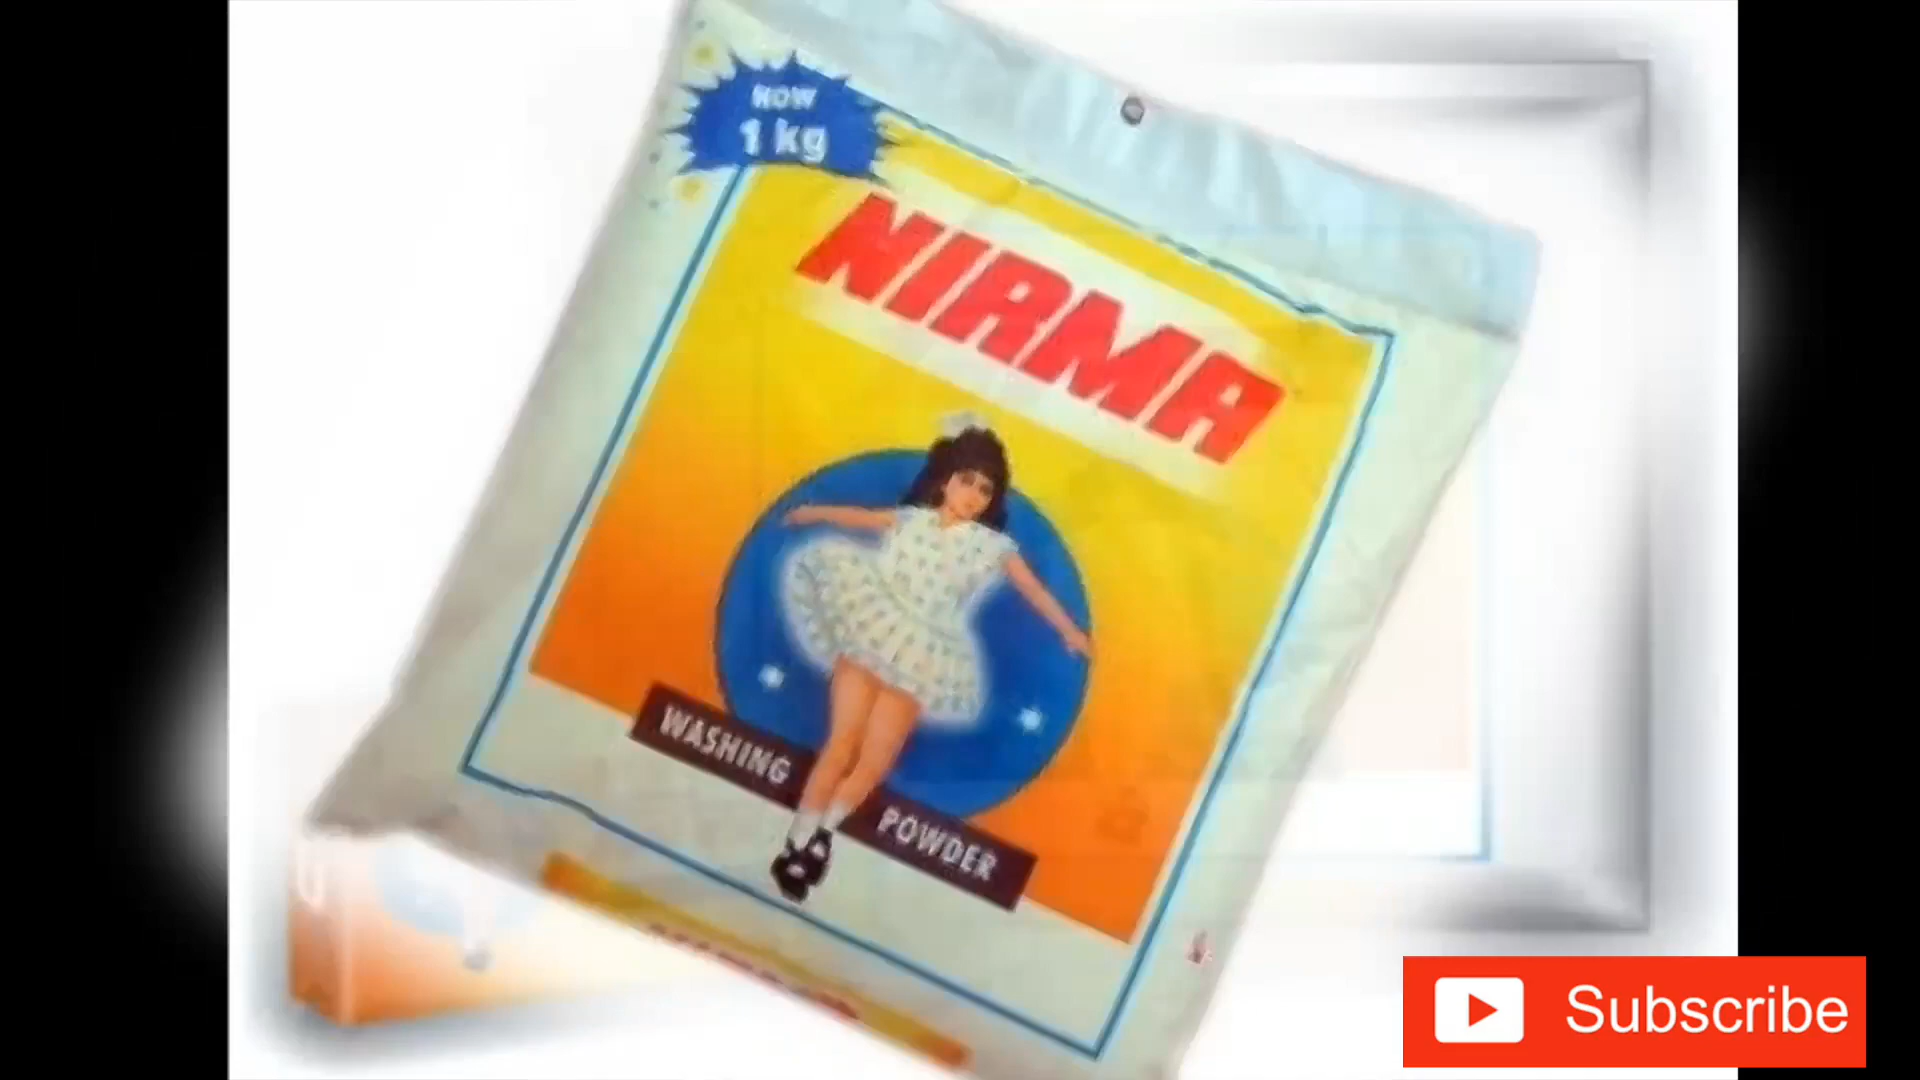 NOW
1 kg
NIRMA
WASHING
POWDER
Subscribe